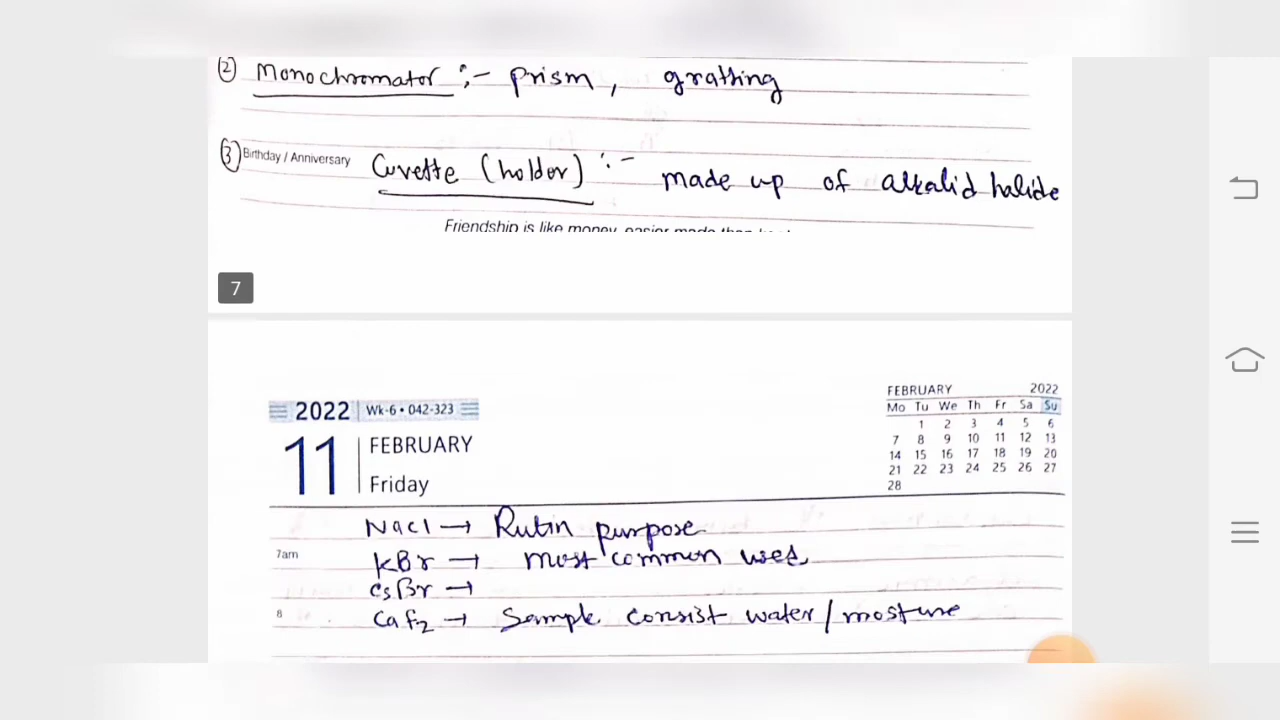 ② Monochromator :- prism, gratting
③ Birthday / Anniversary Cuvette (holder) :- made up of alkalid halide
7
2022 Wk-6 • 042-323
11 FEBRUARY
Friday
FEBRUARY 2022
Mo Tu We Th Fr Sa Su
1 2 3 4 5 6
7 8 9 10 11 12 13
14 15 16 17 18 19 20
21 22 23 24 25 26 27
28
NaCl → Rutin purpose
7am KBr → most common used
CsBr →
8 CaF2 → Sample consist water/mosture
Friendship is like money, easier made than